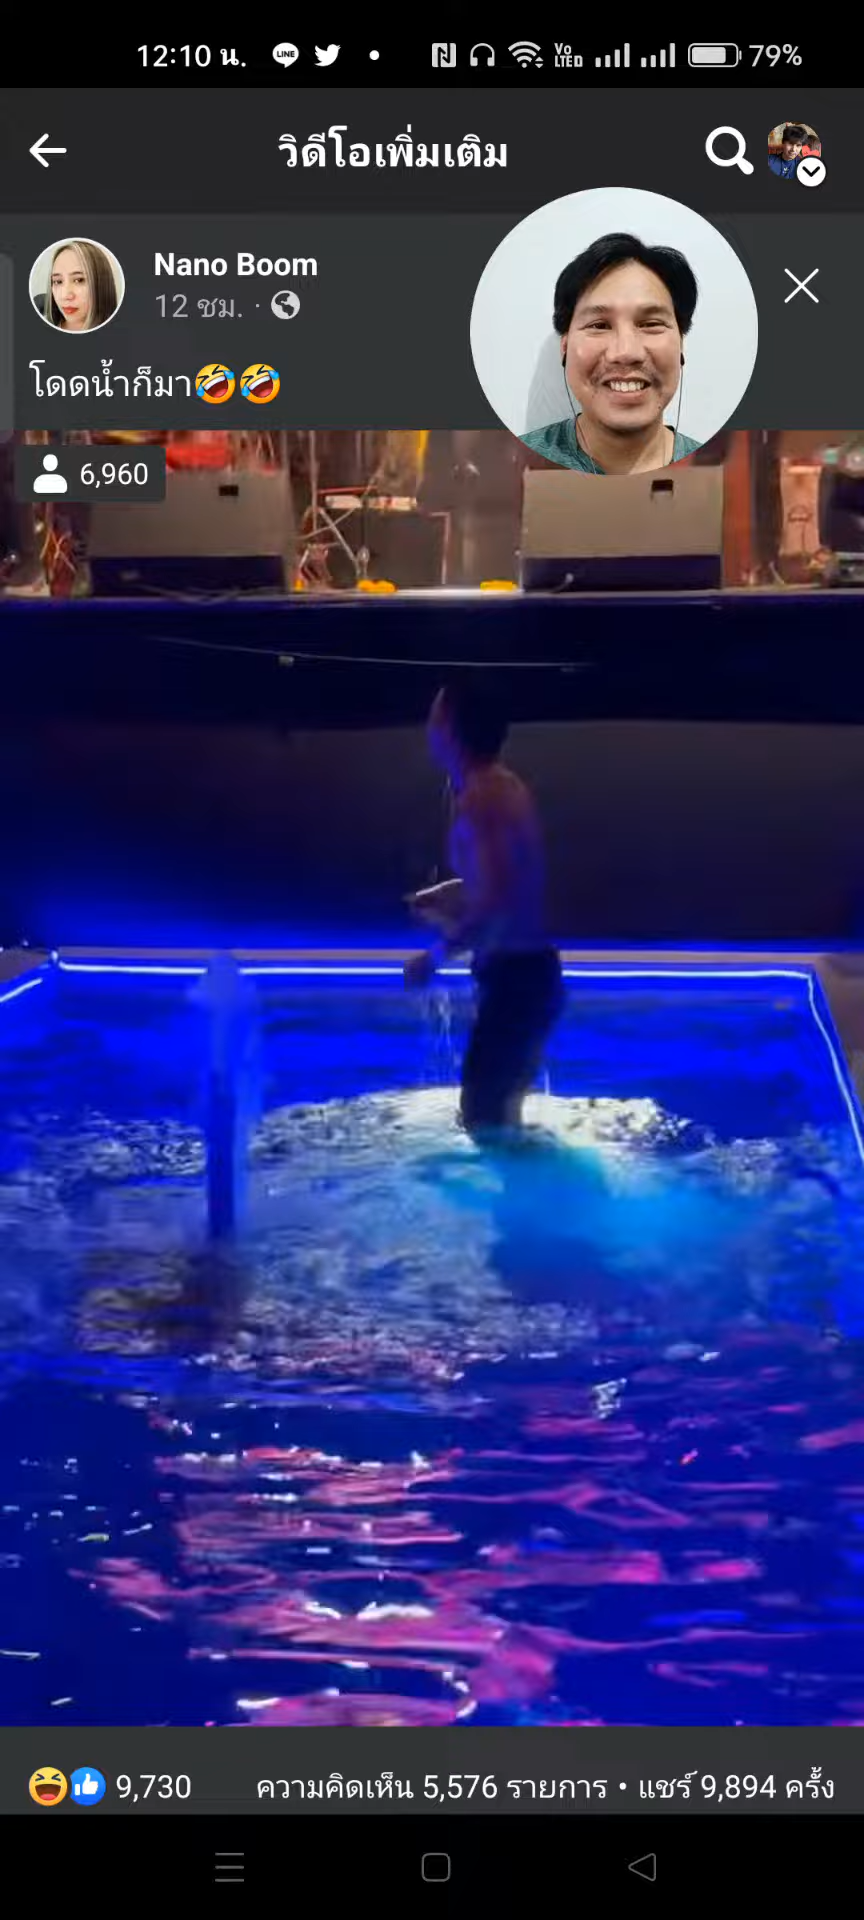 12:10 น. LINE VoLTED 79%
วิดีโอเพิ่มเติม
Nano Boom
12 ชม. ·
โดดน้ำก็มา🤣🤣
6,960
9,730 ความคิดเห็น 5,576 รายการ • แชร์ 9,894 ครั้ง